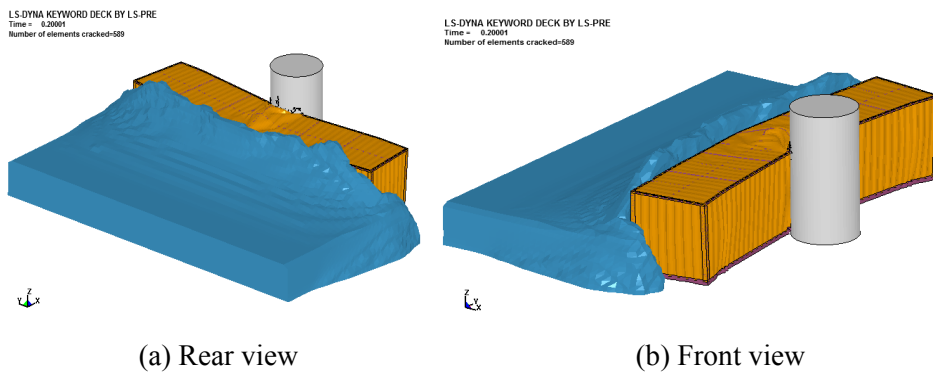 LS-DYNA KEYWORD DECK BY LS-PRE
Time = 0.20001
Number of elements cracked=589
Z
Y X
(a) Rear view
LS-DYNA KEYWORD DECK BY LS-PRE
Time = 0.20001
Number of elements cracked=589
Z
Y X
(b) Front view